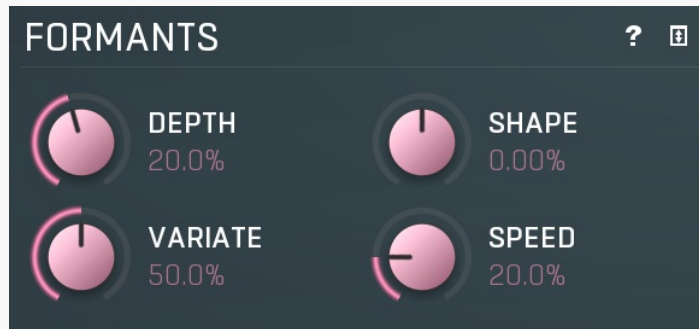 FORMANTS ?
DEPTH
20.0%
SHAPE
0.00%
VARIATE
50.0%
SPEED
20.0%